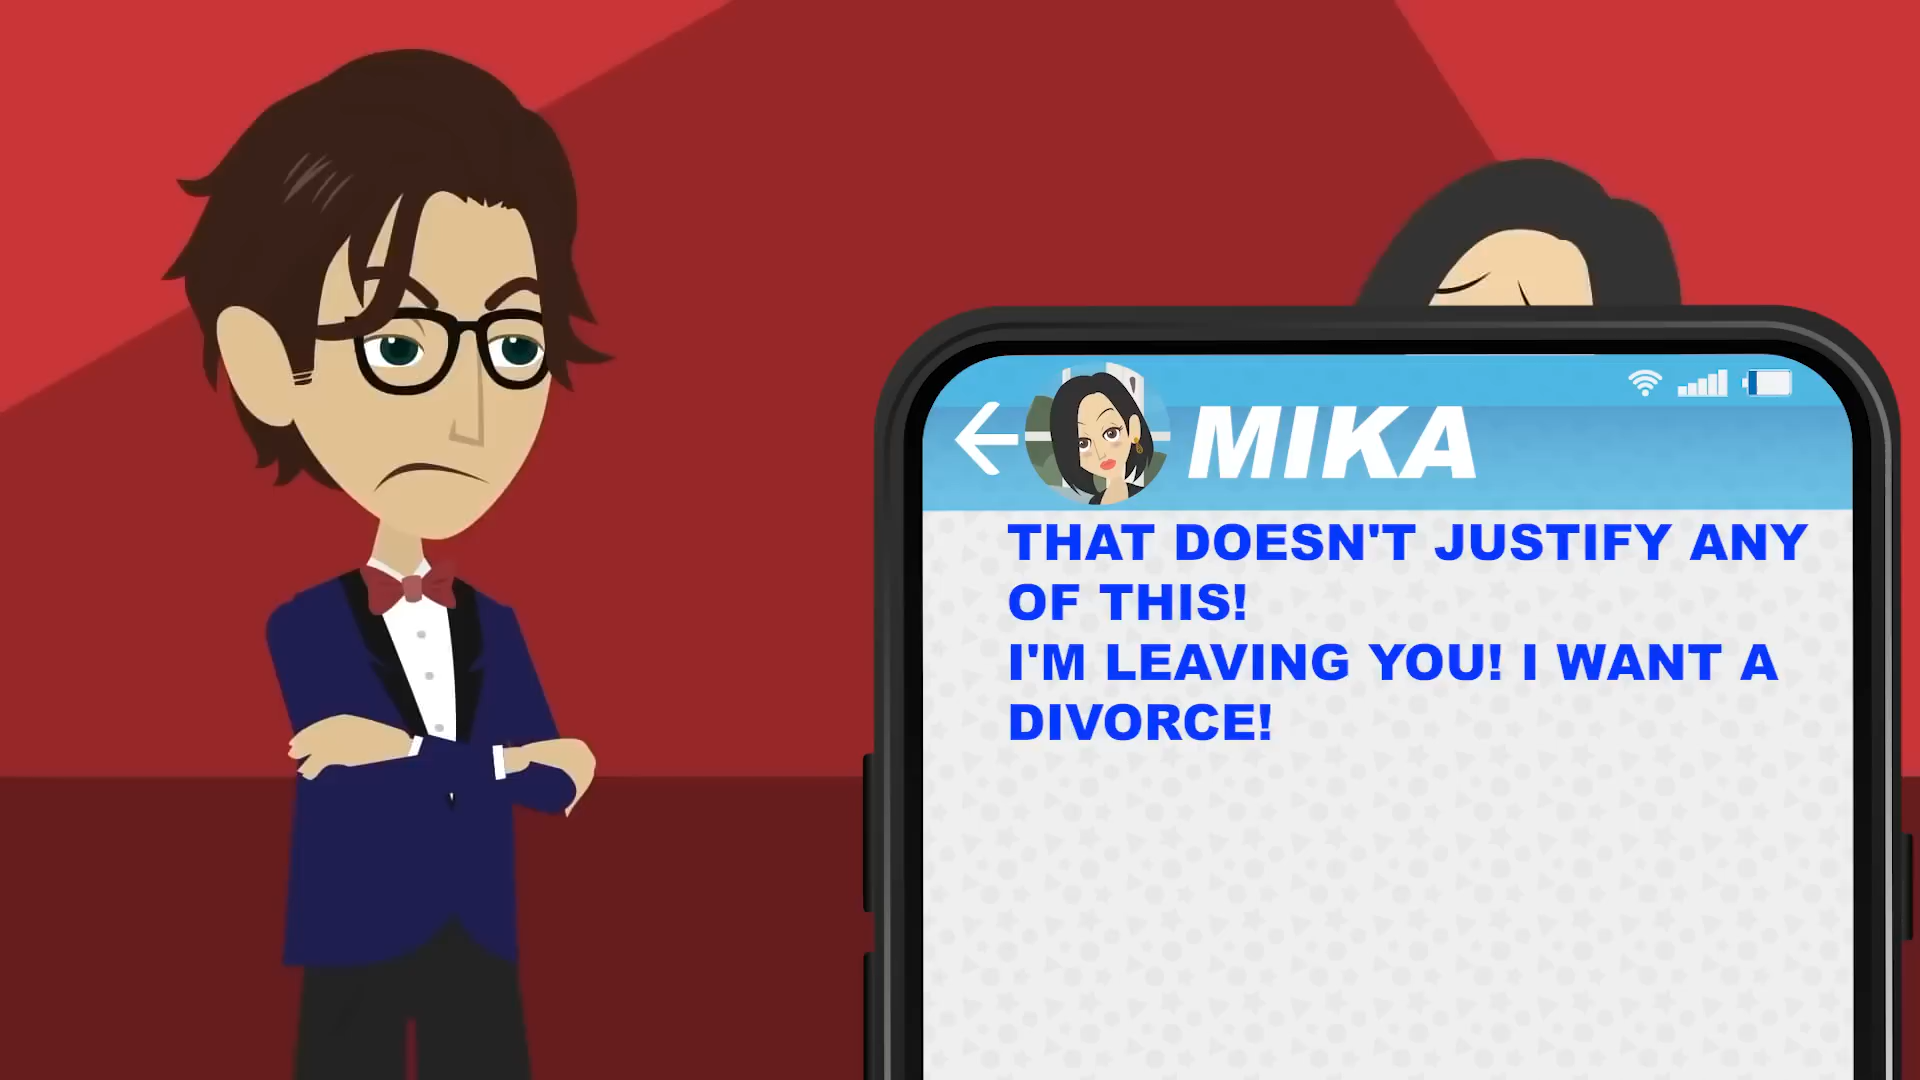 MIKA
THAT DOESN'T JUSTIFY ANY
OF THIS!
I'M LEAVING YOU! I WANT A
DIVORCE!